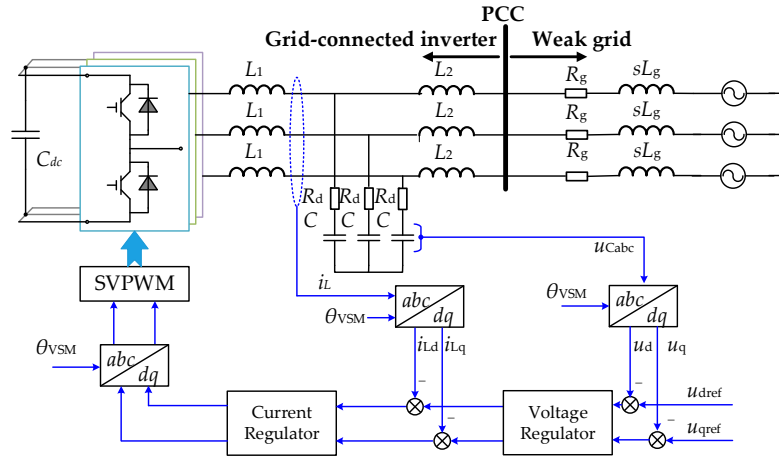 PCC
Grid-connected inverter
Weak grid
L1
L2
Rg
sLg
L1
L2
Rg
sLg
L1
L2
Rg
sLg
Cdc
Rd
Rd
Rd
C
C
C
uCabc
SVPWM
iL
θVSM
abc
dq
θVSM
abc
dq
θVSM
abc
dq
iLd
iLq
ud
uq
−
−
−
−
udref
uqref
Current
Regulator
Voltage
Regulator